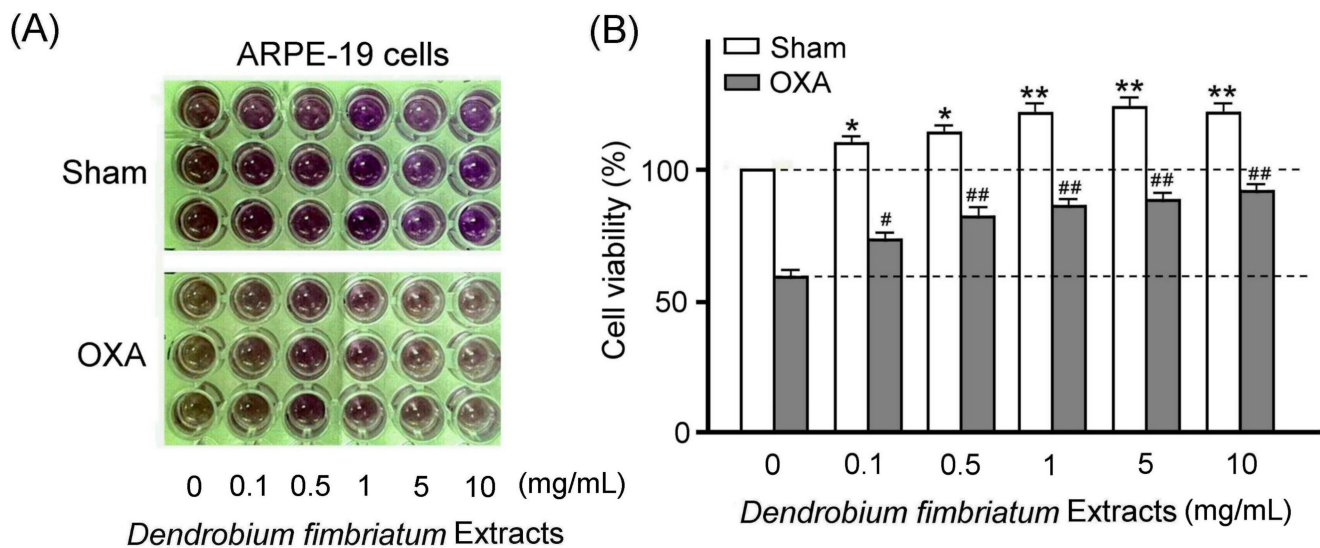 (A)
ARPE-19 cells
Sham
OXA
0 0.1 0.5 1 5 10 (mg/mL)
Dendrobium fimbriatum Extracts
(B)
Sham
OXA
Cell viability (%)
100
50
0
* * ** ** **
# ## ## ## ##
0 0.1 0.5 1 5 10
Dendrobium fimbriatum Extracts (mg/mL)